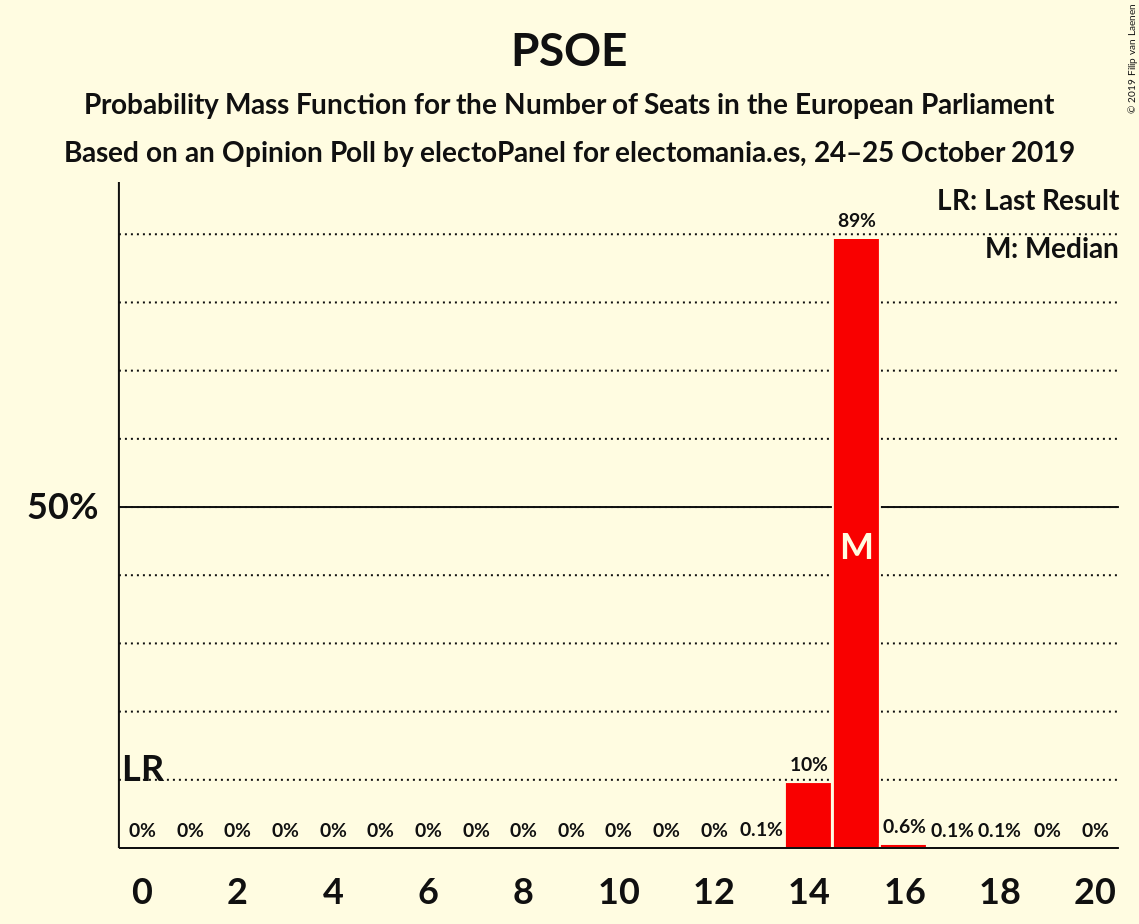 PSOE
Probability Mass Function for the Number of Seats in the European Parliament
Based on an Opinion Poll by electoPanel for electomania.es, 24–25 October 2019
© 2019 Filip van Laenen
LR: Last Result
M: Median
89%
50%
M
LR
10%
0% 0% 0% 0% 0% 0% 0% 0% 0% 0% 0% 0% 0% 0.1% 0.6% 0.1% 0.1% 0% 0%
0 2 4 6 8 10 12 14 16 18 20